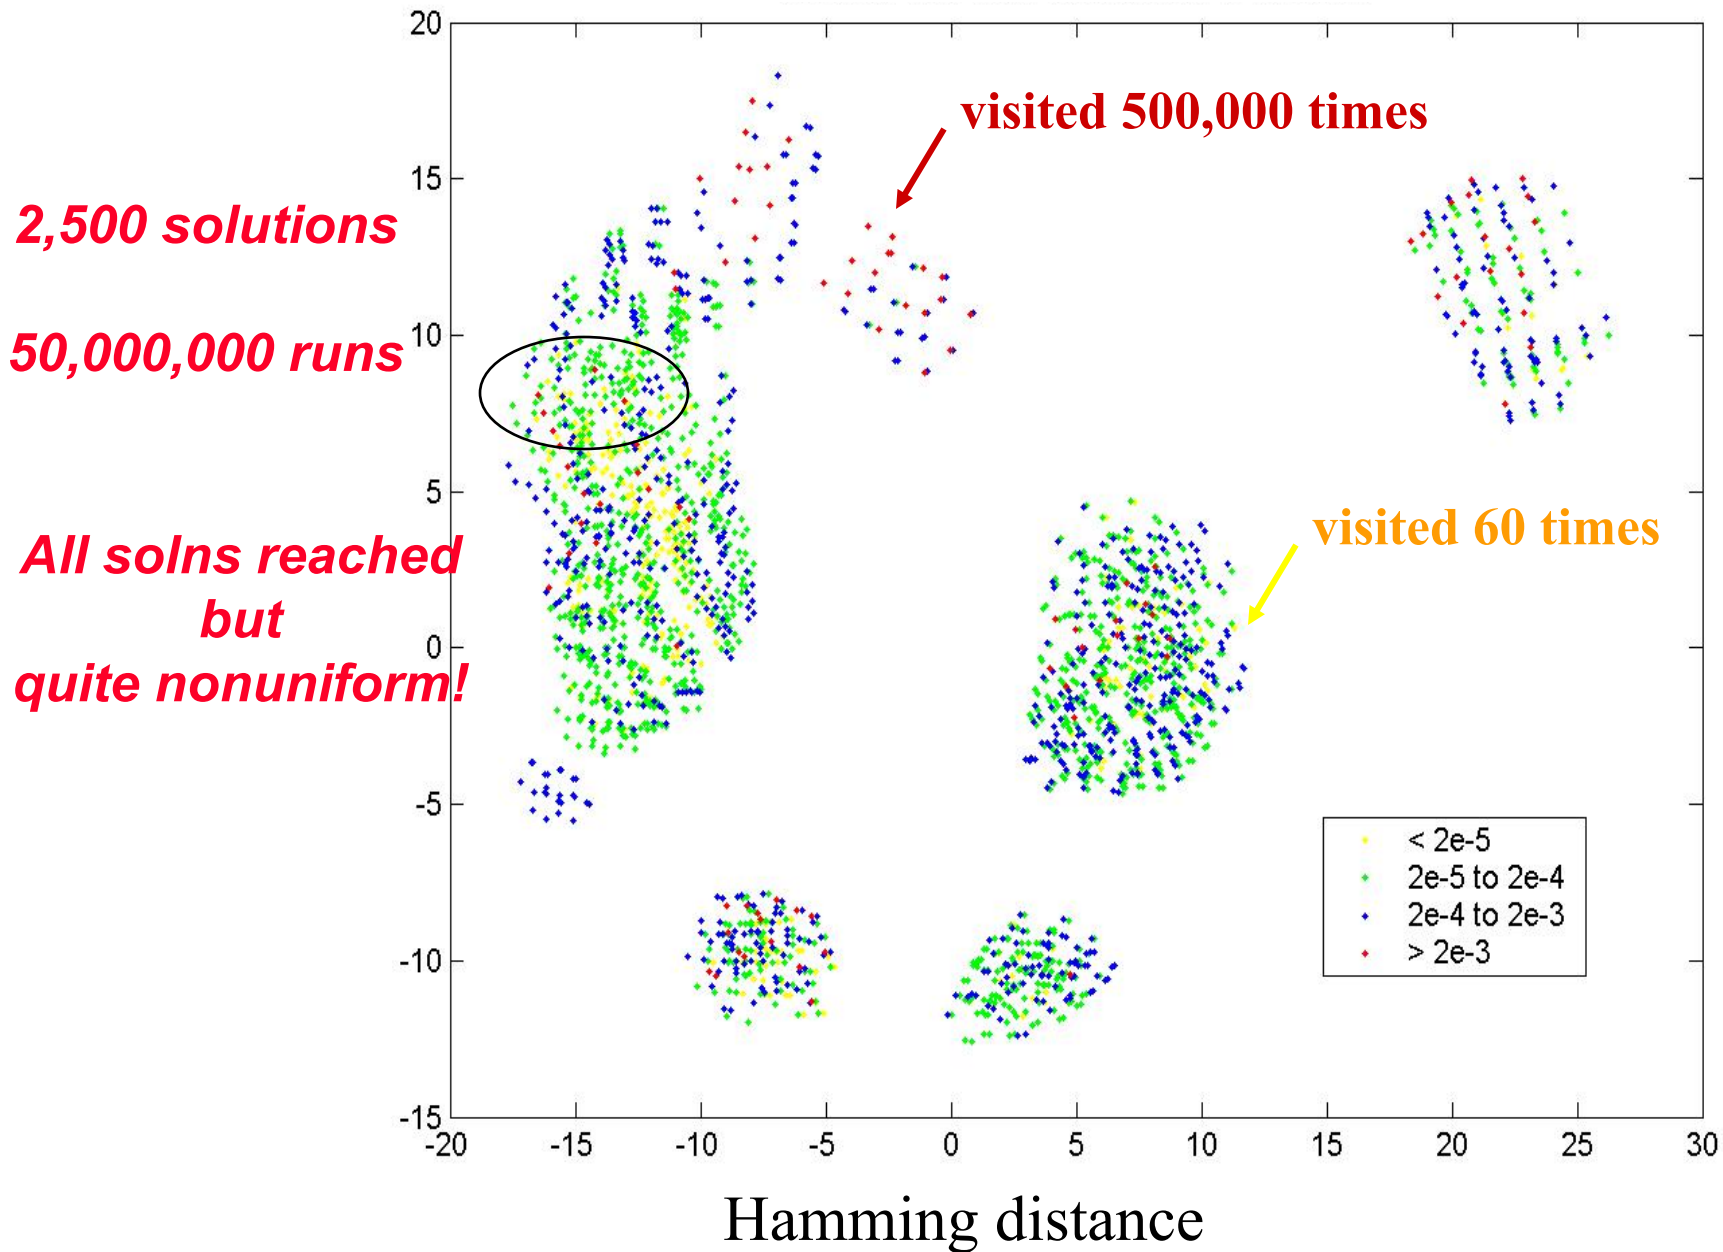 20
15
10
5
0
-5
-10
-15
-20
-15
-10
-5
0
5
10
15
20
25
30
Hamming distance
2,500 solutions
50,000,000 runs
All solns reached
but
quite nonuniform!
visited 500,000 times
visited 60 times
< 2e-5
2e-5 to 2e-4
2e-4 to 2e-3
> 2e-3